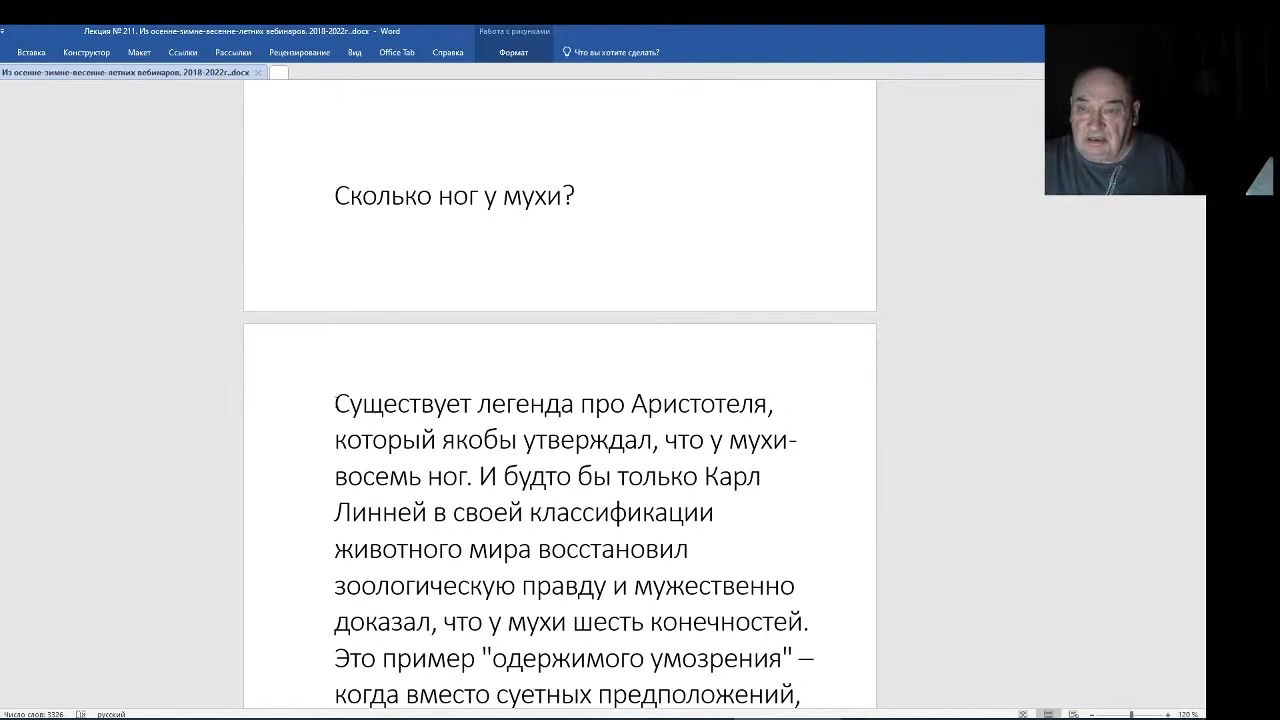 Лекция № 211. Из осенне-зимне-весенне-летних вебинаров. 2018-2022г..docx - Word
Работа с рисунками
Вставка Конструктор Макет Ссылки Рассылки Рецензирование Вид Office Tab Справка Формат Что вы хотите сделать?
Из осенне-зимне-весенне-летних вебинаров. 2018-2022г..docx
Сколько ног у мухи?
Существует легенда про Аристотеля,
который якобы утверждал, что у мухи-
восемь ног. И будто бы только Карл
Линней в своей классификации
животного мира восстановил
зоологическую правду и мужественно
доказал, что у мухи шесть конечностей.
Это пример "одержимого умозрения" –
когда вместо суетных предположений,
Число слов: 3326 русский 120 %